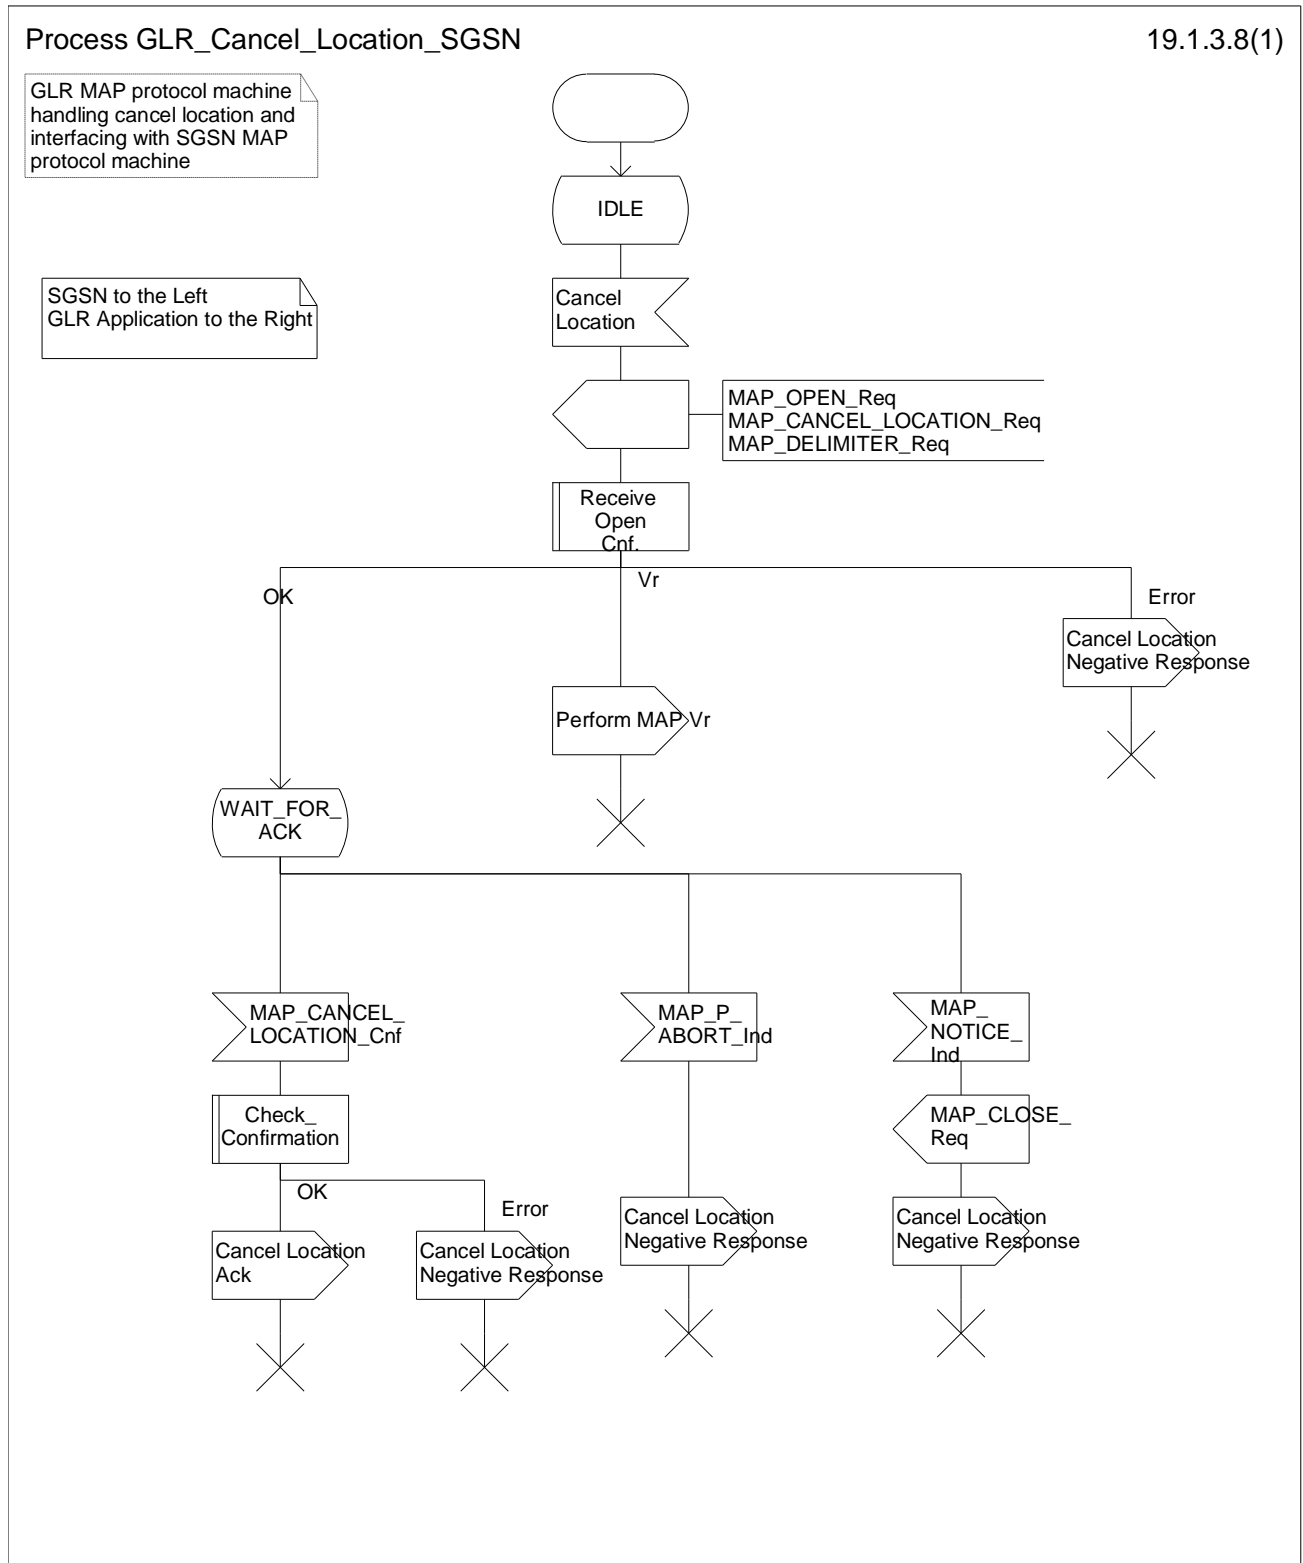 Process GLR_Cancel_Location_SGSN
19.1.3.8(1)
GLR MAP protocol machine
handling cancel location and
interfacing with SGSN MAP
protocol machine
IDLE
SGSN to the Left
GLR Application to the Right
Cancel
Location
MAP_OPEN_Req
MAP_CANCEL_LOCATION_Req
MAP_DELIMITER_Req
Receive
Open
Cnf.
Vr
OK
Error
Cancel Location
Negative Response
Perform MAP Vr
WAIT_FOR_
ACK
MAP_CANCEL_
LOCATION_Cnf
MAP_P_
ABORT_Ind
MAP_
NOTICE_
Ind
Check_
Confirmation
MAP_CLOSE_
Req
OK
Error
Cancel Location
Ack
Cancel Location
Negative Response
Cancel Location
Negative Response
Cancel Location
Negative Response